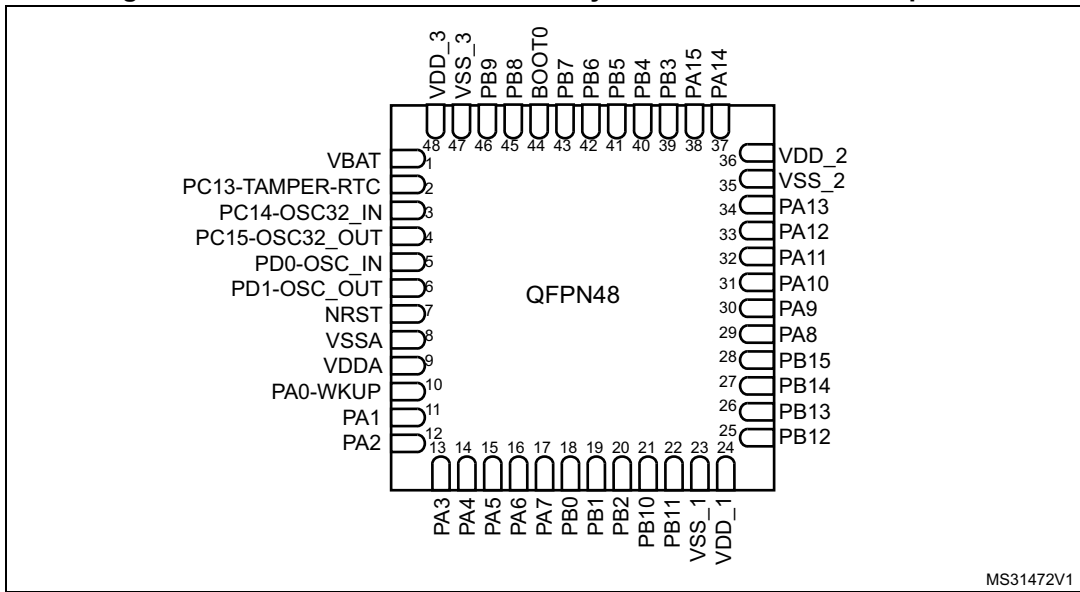 VDD_3
VSS_3
PB9
PB8
BOOT0
PB7
PB6
PB5
PB4
PB3
PA15
PA14
48 47 46 45 44 43 42 41 40 39 38 37
VBAT 1
PC13-TAMPER-RTC 2
PC14-OSC32_IN 3
PC15-OSC32_OUT 4
PD0-OSC_IN 5
PD1-OSC_OUT 6
NRST 7
VSSA 8
VDDA 9
PA0-WKUP 10
PA1 11
PA2 12
QFPN48
36 VDD_2
35 VSS_2
34 PA13
33 PA12
32 PA11
31 PA10
30 PA9
29 PA8
28 PB15
27 PB14
26 PB13
25 PB12
13 14 15 16 17 18 19 20 21 22 23 24
PA3
PA4
PA5
PA6
PA7
PB0
PB1
PB2
PB10
PB11
VSS_1
VDD_1
MS31472V1